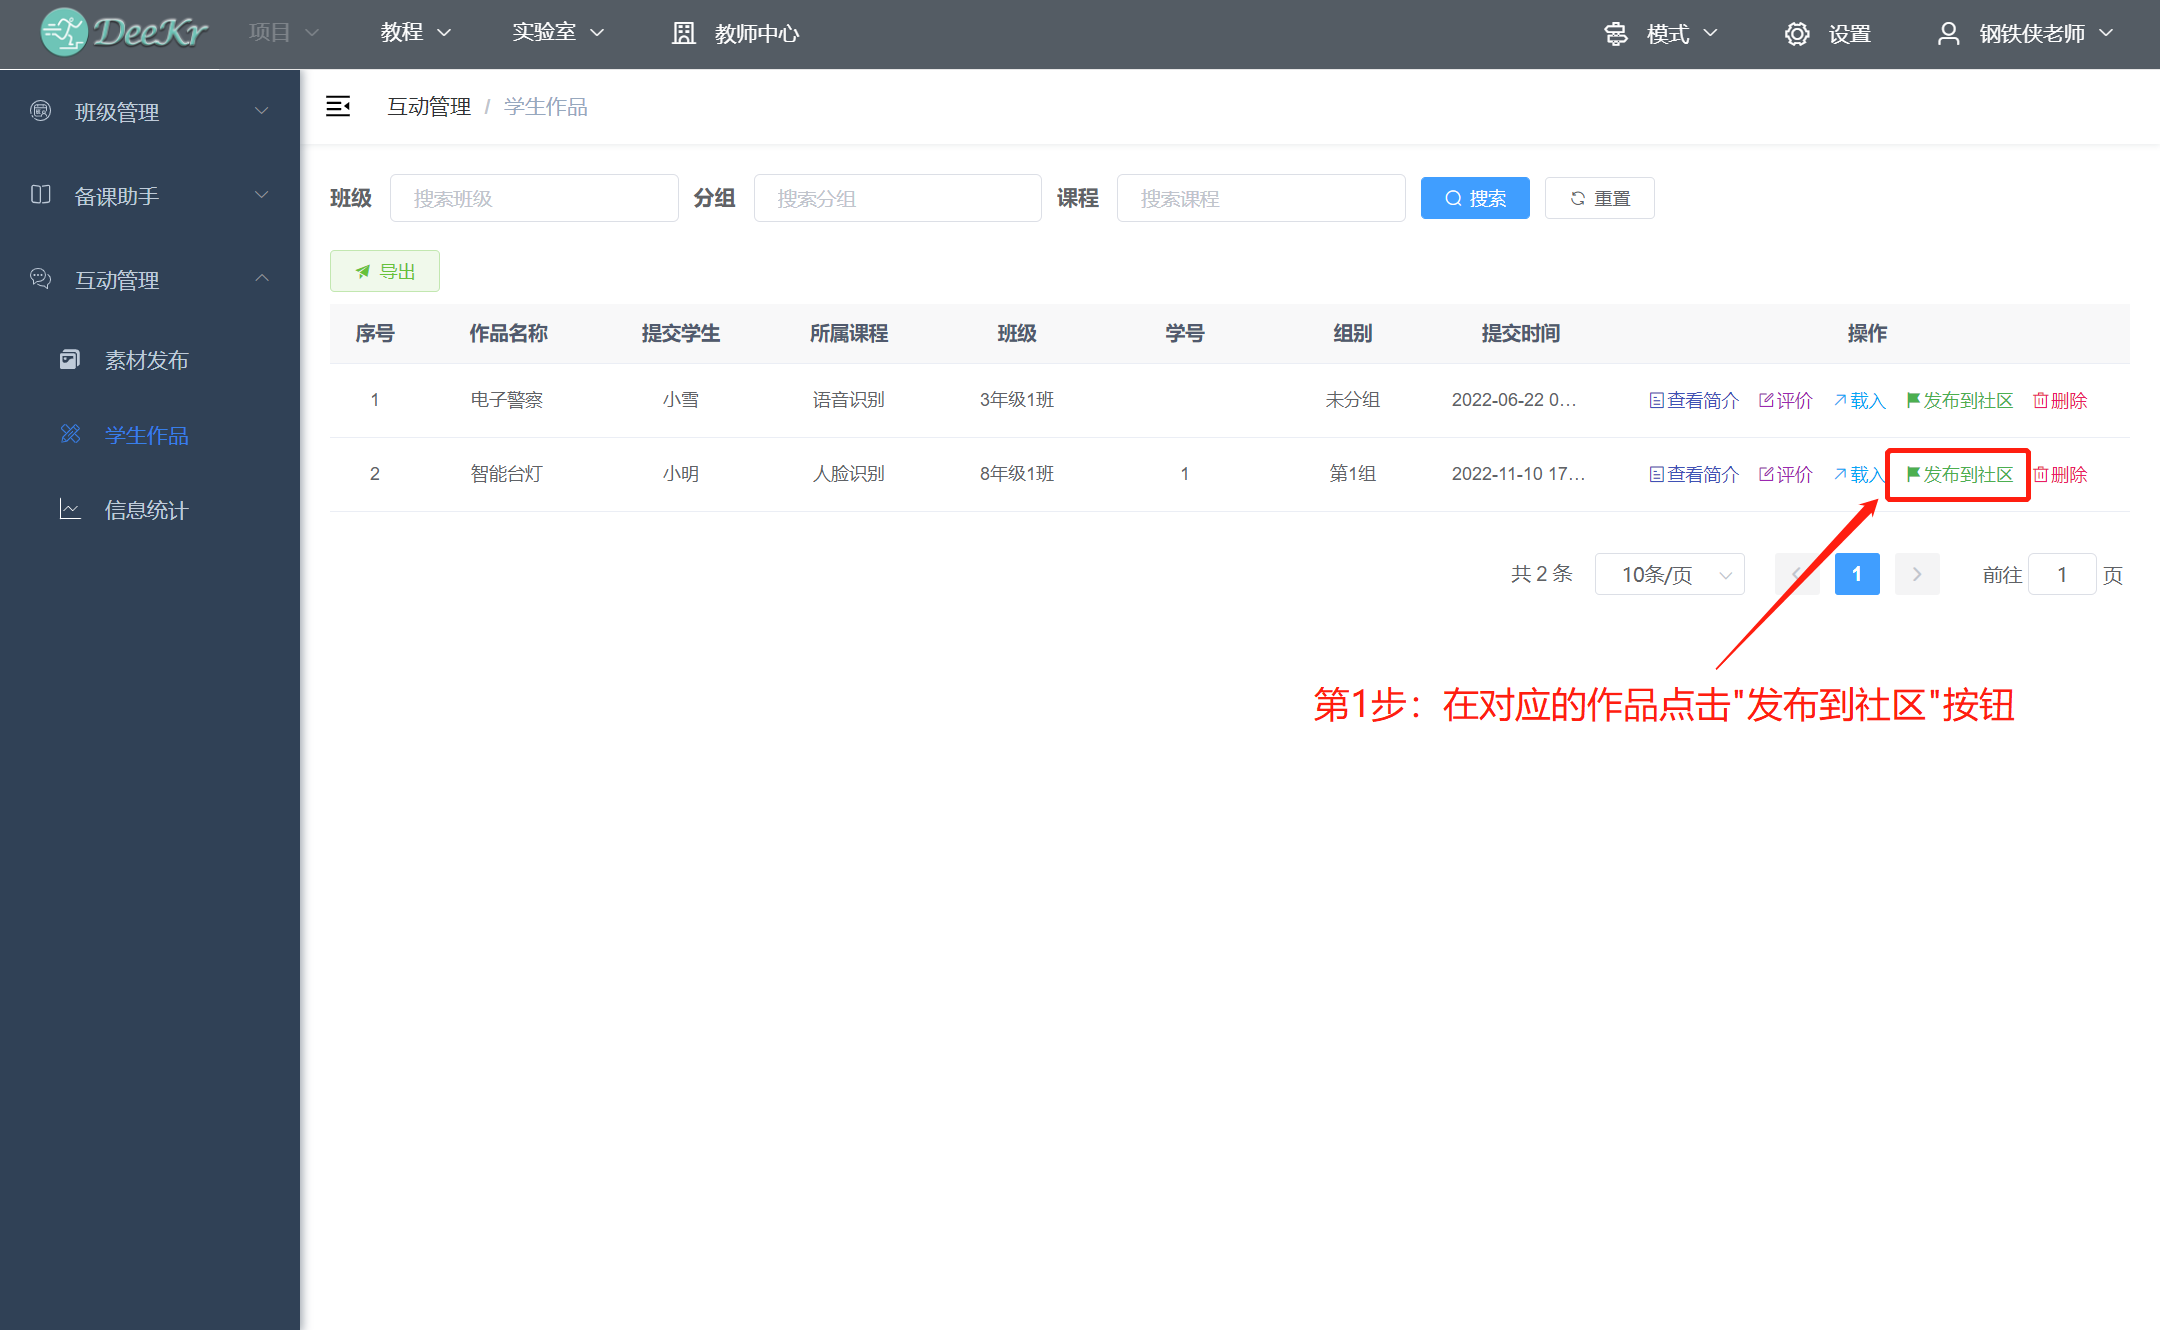 DeeKr 项目 教程 实验室 教师中心 模式 设置 钢铁侠老师
班级管理
备课助手
互动管理
素材发布
学生作品
信息统计
互动管理 / 学生作品
班级 搜索班级 分组 搜索分组 课程 搜索课程 搜索 重置
导出
序号 作品名称 提交学生 所属课程 班级 学号 组别 提交时间 操作
1 电子警察 小雪 语音识别 3年级1班 未分组 2022-06-22 0... 查看简介 评价 载入 发布到社区 删除
2 智能台灯 小明 人脸识别 8年级1班 1 第1组 2022-11-10 17... 查看简介 评价 载入 发布到社区 删除
共 2 条 10条/页 1 前往 1 页
第1步：在对应的作品点击"发布到社区"按钮